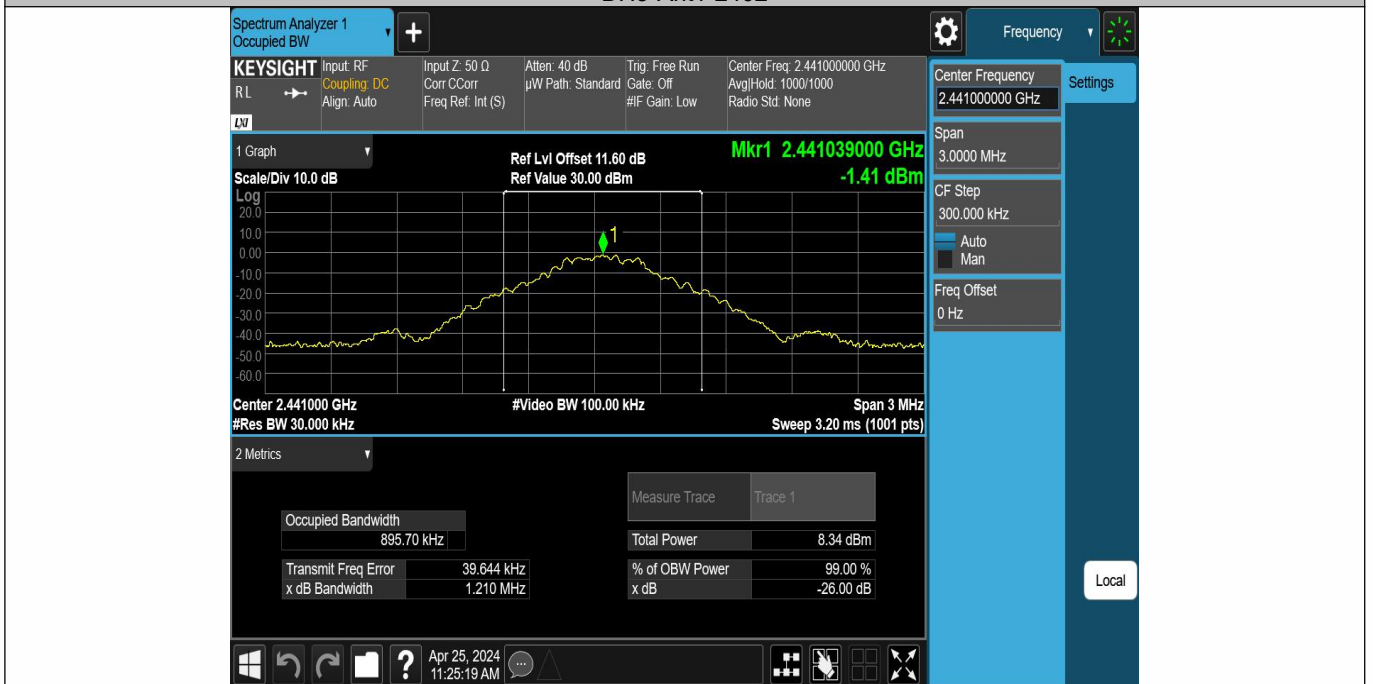 Spectrum Analyzer 1
Occupied BW
Frequency
KEYSIGHT
R L
LXI
Input: RF
Coupling: DC
Align: Auto
Input Z: 50 Ω
Corr CCorr
Freq Ref: Int (S)
Atten: 40 dB
µW Path: Standard
Trig: Free Run
Gate: Off
#IF Gain: Low
Center Freq: 2.441000000 GHz
Avg|Hold: 1000/1000
Radio Std: None
Center Frequency
2.441000000 GHz
Settings
Span
3.0000 MHz
CF Step
300.000 kHz
Auto
Man
Freq Offset
0 Hz
Local
1 Graph
Scale/Div 10.0 dB
Ref Lvl Offset 11.60 dB
Ref Value 30.00 dBm
Mkr1 2.441039000 GHz
-1.41 dBm
Log
20.0
10.0
0.00
-10.0
-20.0
-30.0
-40.0
-50.0
-60.0
1
Center 2.441000 GHz
#Video BW 100.00 kHz
Span 3 MHz
#Res BW 30.000 kHz
Sweep 3.20 ms (1001 pts)
2 Metrics
Measure Trace Trace 1
Occupied Bandwidth
895.70 kHz
Total Power 8.34 dBm
Transmit Freq Error 39.644 kHz
% of OBW Power 99.00 %
x dB Bandwidth 1.210 MHz
x dB -26.00 dB
Apr 25, 2024
11:25:19 AM